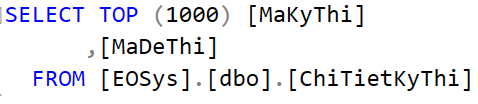 SELECT TOP (1000) [MaKyThi]
,[MaDeThi]
FROM [EOSys].[dbo].[ChiTietKyThi]